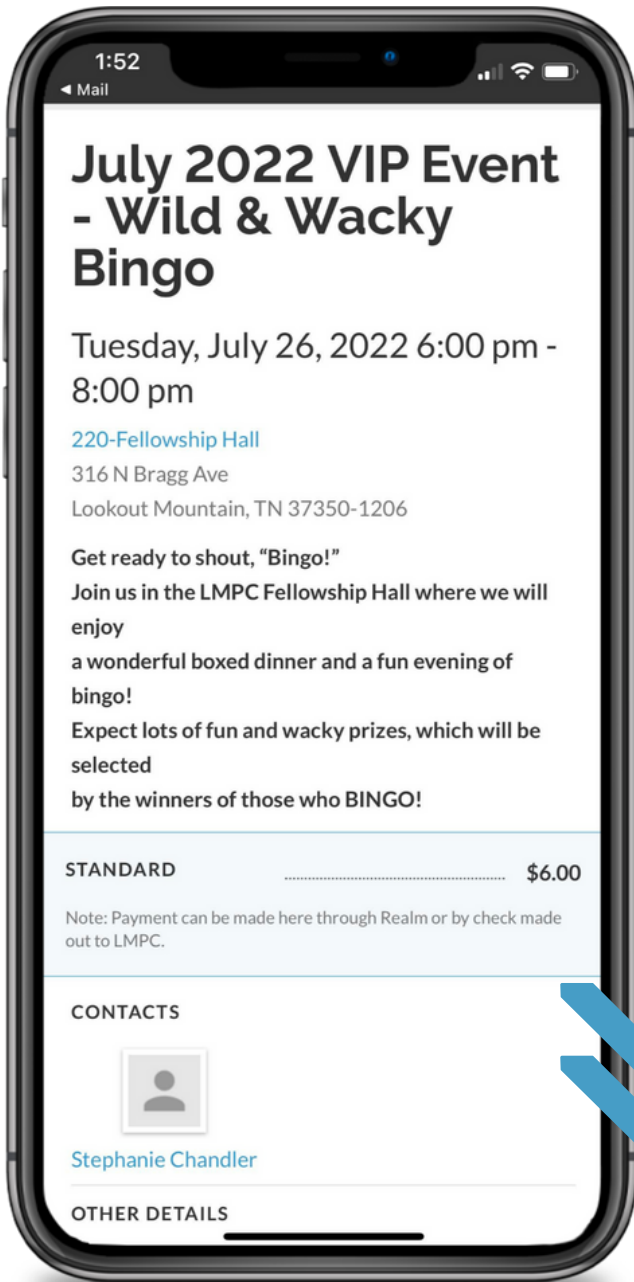 1:52
◀ Mail
July 2022 VIP Event
- Wild & Wacky
Bingo
Tuesday, July 26, 2022 6:00 pm -
8:00 pm
220-Fellowship Hall
316 N Bragg Ave
Lookout Mountain, TN 37350-1206
Get ready to shout, “Bingo!”
Join us in the LMPC Fellowship Hall where we will
enjoy
a wonderful boxed dinner and a fun evening of
bingo!
Expect lots of fun and wacky prizes, which will be
selected
by the winners of those who BINGO!
STANDARD $6.00
Note: Payment can be made here through Realm or by check made
out to LMPC.
CONTACTS
Stephanie Chandler
OTHER DETAILS